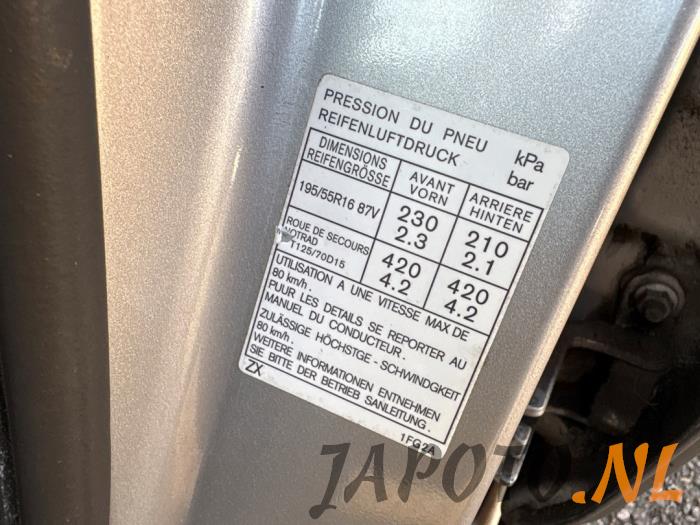 PRESSION DU PNEU kPa
REIFENLUFTDRUCK bar
DIMENSIONS AVANT ARRIERE
REIFENGRÖSSE VORN HINTEN
195/55R16 87V 230 210
2.3 2.1
ROUE DE SECOURS 420 420
NOTRAD 4.2 4.2
T125/70D15
UTILISATION A UNE VITESSE MAX DE
80 km/h.
PUUR LES DETAILS SE REPORTER AU
MANUEL DU CONDUCTEUR.
ZULÄSSIGE HÖCHSTGE - SCHWINDGKEIT
80 km/h.
WEITERE INFORMATIONEN ENTNEHMEN
SIE BITTE DER BETRIEB SANLEITUNG.
ZX 1FG2A
JAPOTO.NL